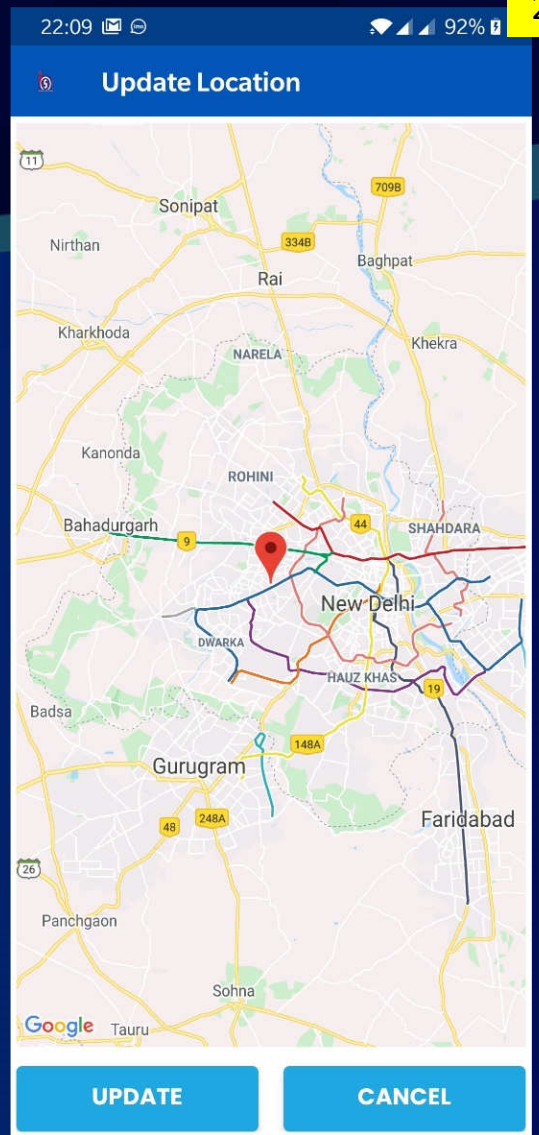 22:09 92%
Update Location
11
709B
Sonipat
334B
Nirthan
Baghpat
Rai
Kharkhoda
Khekra
NARELA
Kanonda
ROHINI
Bahadurgarh
44
SHAHDARA
9
New Delhi
DWARKA
HAUZ KHAS
19
Badsa
148A
Gurugram
248A
Faridabad
48
26
Panchgaon
Sohna
Google
Tauru
UPDATE CANCEL